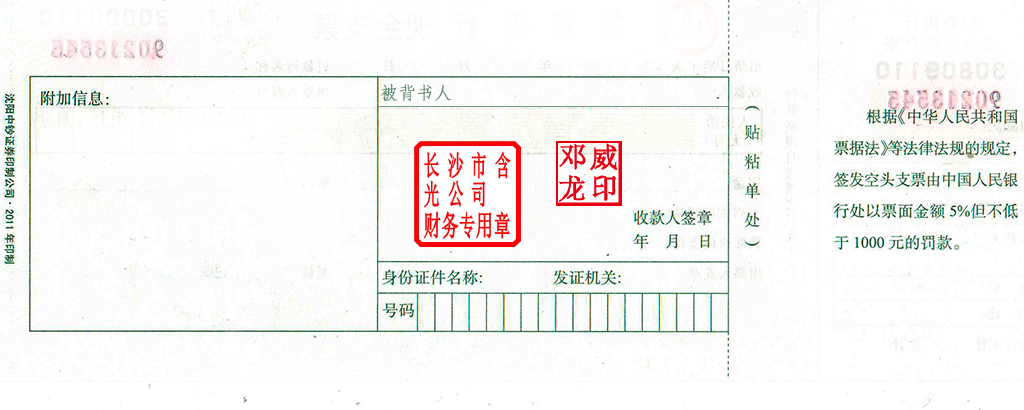 90213545
90213545
附加信息:
被背书人
长沙市含
光公司
财务专用章
邓威
龙印
收款人签章
年 月 日
身份证件名称: 发证机关:
号码
(贴粘单处)
根据《中华人民共和国
票据法》等法律法规的规定,
签发空头支票由中国人民银
行处以票面金额5%但不低
于1000元的罚款。
沈阳中钞证券印制公司·2011年印制